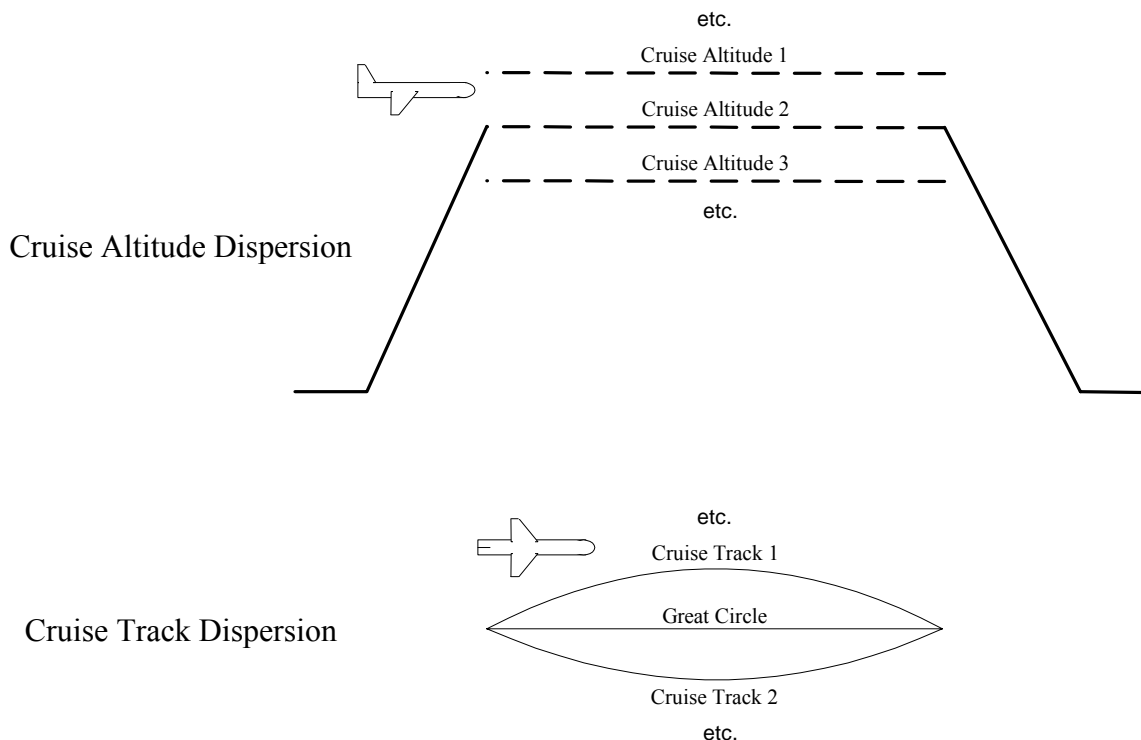 etc.
Cruise Altitude 1
Cruise Altitude 2
Cruise Altitude 3
etc.
Cruise Altitude Dispersion
etc.
Cruise Track 1
Great Circle
Cruise Track Dispersion
Cruise Track 2
etc.